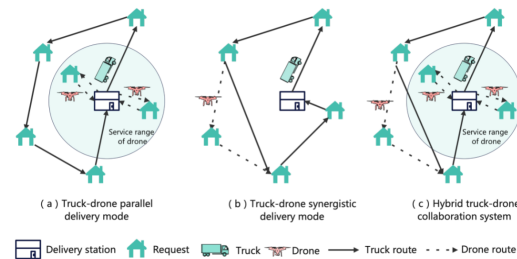 Service range
of drone
Service range
of drone
( a ) Truck-drone parallel
delivery mode
( b ) Truck-drone synergistic
delivery mode
( c ) Hybrid truck-drone
collaboration system
Delivery station
Request
Truck
Drone
Truck route
Drone route